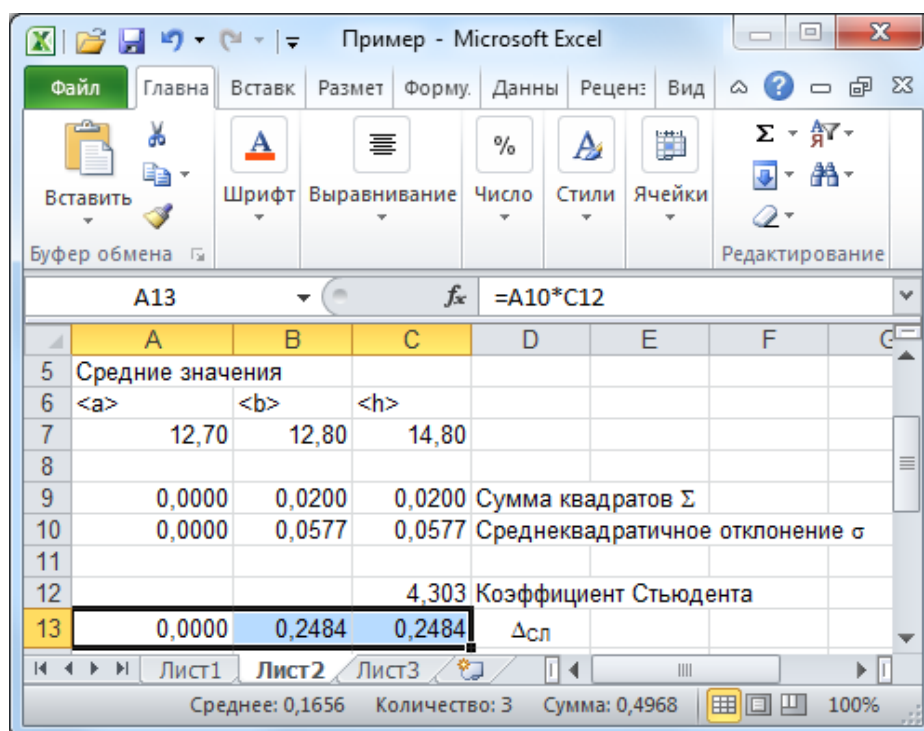 Пример - Microsoft Excel
Файл Главна Вставк Размет Форму. Данны Реценз Вид
Вставить Шрифт Выравнивание Число Стили Ячейки
Буфер обмена Редактирование
A13 fx =A10*C12
A B C D E F G
5 Средние значения
6 <a> <b> <h>
7 12,70 12,80 14,80
8
9 0,0000 0,0200 0,0200 Сумма квадратов Σ
10 0,0000 0,0577 0,0577 Среднеквадратичное отклонение σ
11
12 4,303 Коэффициент Стьюдента
13 0,0000 0,2484 0,2484 Δсл
Лист1 Лист2 Лист3
Среднее: 0,1656 Количество: 3 Сумма: 0,4968 100%